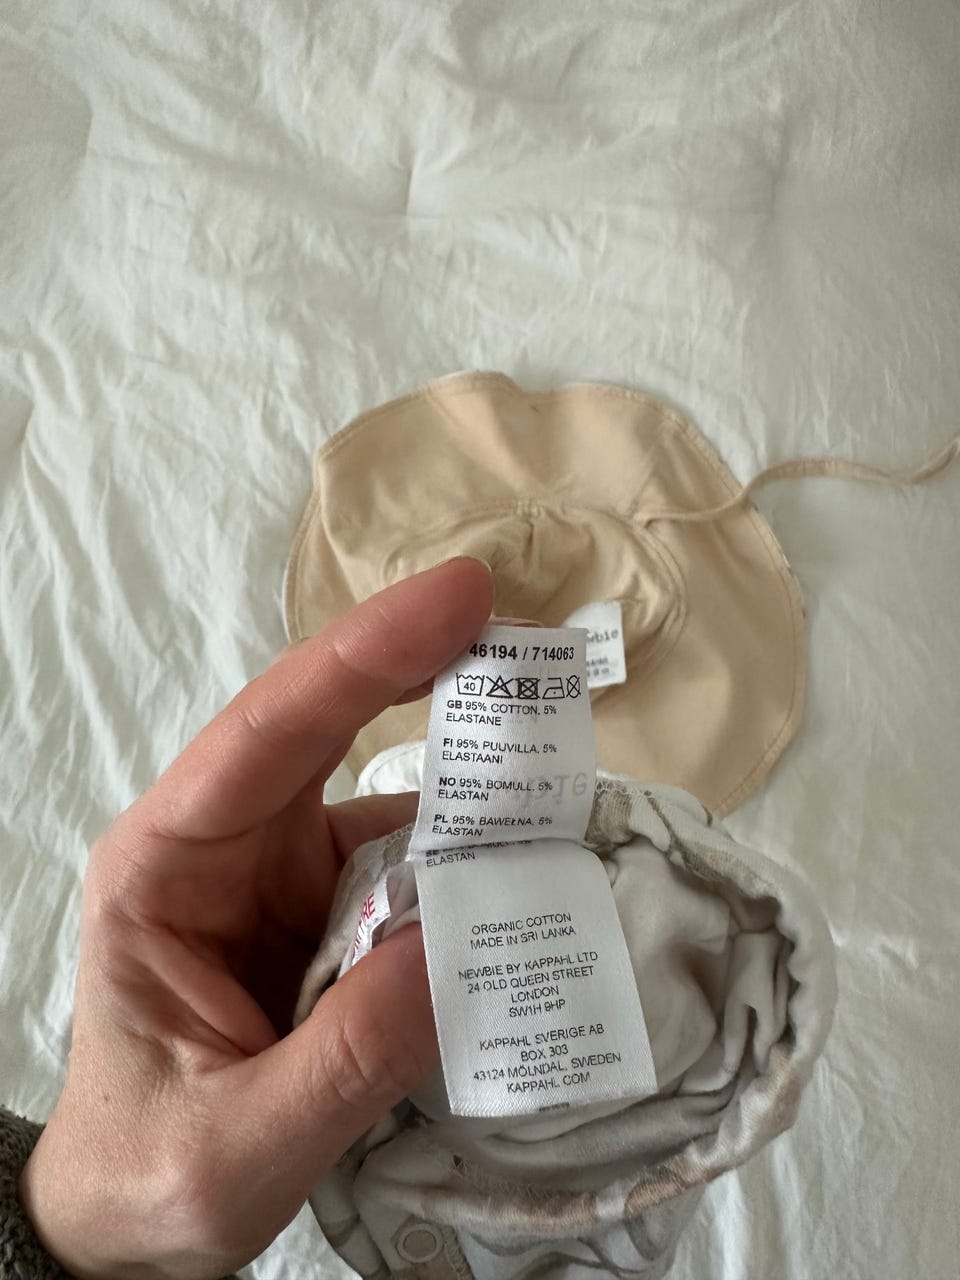 46194 / 714063
40
GB 95% COTTON, 5%
ELASTANE
FI 95% PUUVILLA, 5%
ELASTAANI
NO 95% BOMULL, 5%
ELASTAN
PL 95% BAWEŁNA, 5%
ELASTAN
ELASTAN
ORGANIC COTTON
MADE IN SRI LANKA
NEWBIE BY KAPPAHL LTD
24 OLD QUEEN STREET
LONDON
SW1H 9HP
KAPPAHL SVERIGE AB
BOX 303
43124 MÖLNDAL, SWEDEN
KAPPAHL.COM